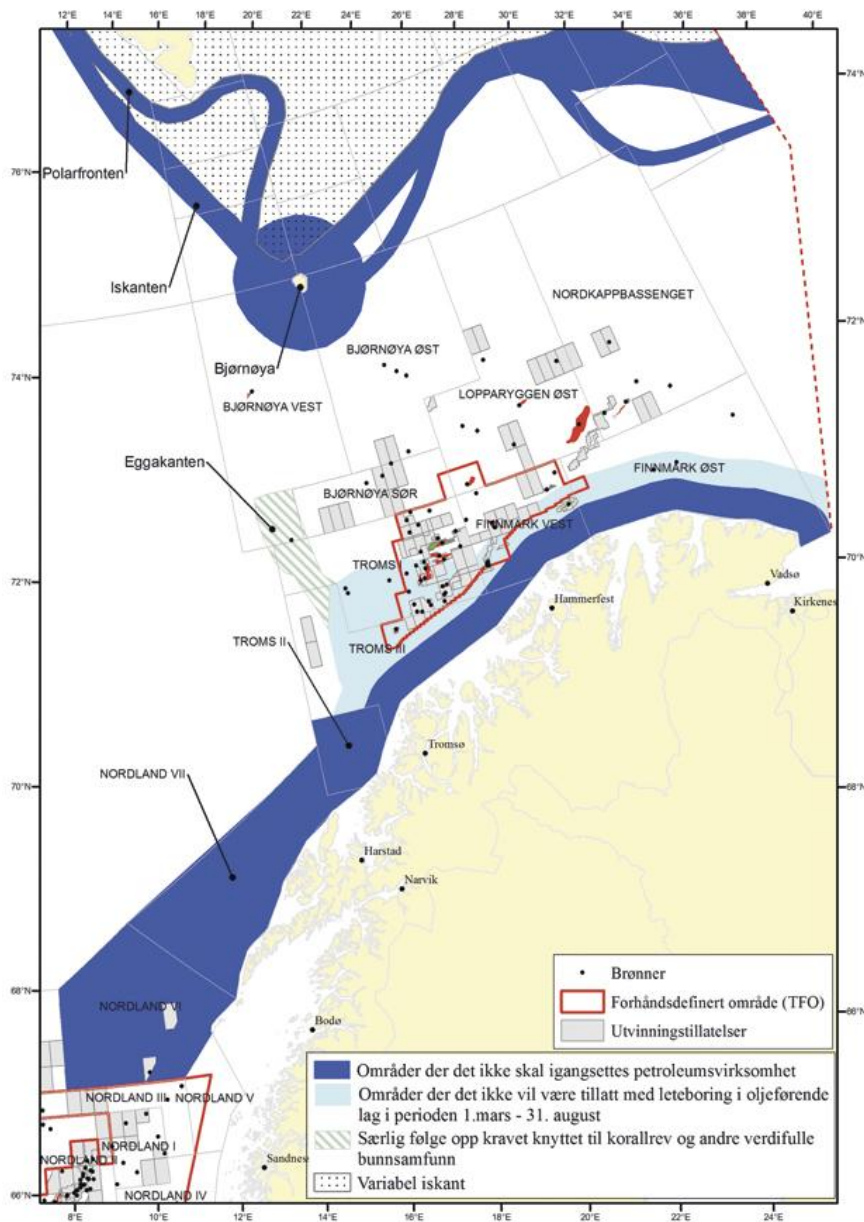 12°E 14°E 16°E 18°E 20°E 22°E 24°E 26°E 28°E 30°E 32°E 34°E 36°E 38°E 40°E
74°N
76°N
Polarfronten
Iskanten
NORDKAPPBASSENGET
72°N
BJØRNØYA ØST
Bjørnøya
74°N
LOPPARYGGEN ØST
BJØRNØYA VEST
Eggakanten
FINNMARK ØST
BJØRNØYA SØR
FINNMARK VEST
70°N
TROMS I
72°N
Vadsø
Hammerfest
Kirkenes
TROMS II
TROMS III
Tromsø
NORDLAND VII
70°N
68°N
Harstad
Narvik
Brønner
68°N
Forhåndsdefinert område (TFO)
NORDLAND VI
66°N
Bodø
Utvinningstillatelser
Områder der det ikke skal igangsettes petroleumsvirksomhet
Områder der det ikke vil være tillatt med leteboring i oljeførende
lag i perioden 1.mars - 31. august
NORDLAND III
NORDLAND V
Særlig følge opp kravet knyttet til korallrev og andre verdifulle
bunnsamfunn
NORDLAND I
NORDLAND II
Sandness
Variabel iskant
66°N
NORDLAND IV
8°E 10°E 12°E 14°E 16°E 18°E 20°E 22°E 24°E